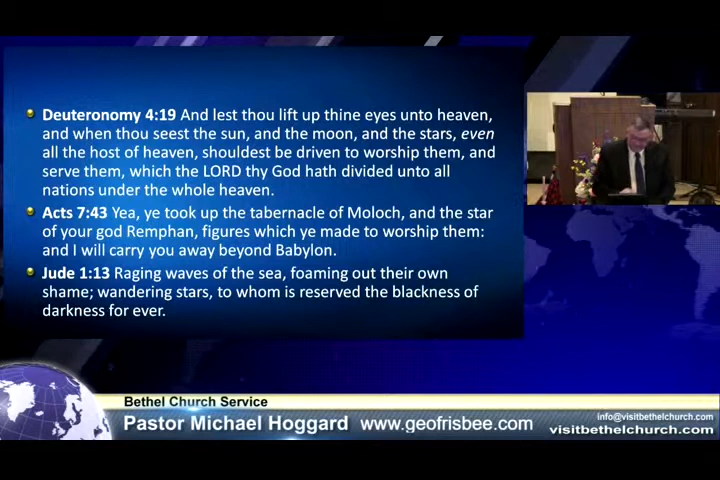 Deuteronomy 4:19 And lest thou lift up thine eyes unto heaven,
and when thou seest the sun, and the moon, and the stars, even
all the host of heaven, shouldest be driven to worship them, and
serve them, which the LORD thy God hath divided unto all
nations under the whole heaven.
Acts 7:43 Yea, ye took up the tabernacle of Moloch, and the star
of your god Remphan, figures which ye made to worship them:
and I will carry you away beyond Babylon.
Jude 1:13 Raging waves of the sea, foaming out their own
shame; wandering stars, to whom is reserved the blackness of
darkness for ever.
Bethel Church Service
Pastor Michael Hoggard www.geofrisbee.com
info@visitbethelchurch.com
visitbethelchurch.com